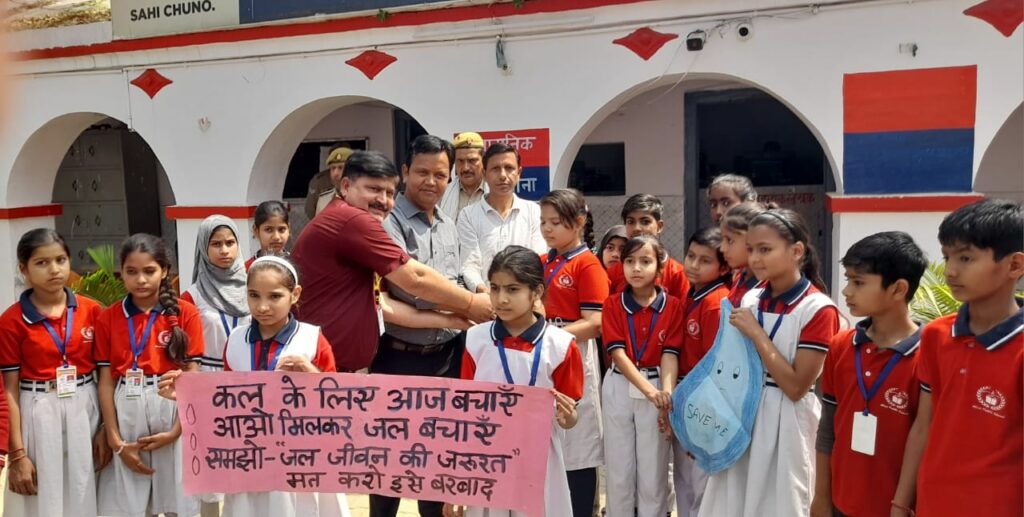 SAHI CHUNO.
कल के लिए आज बचाएँ
आओ मिलकर जल बचाएँ
समझो-"जल जीवन की जरूरत"
मत करो इसे बरबाद
SAVE ME